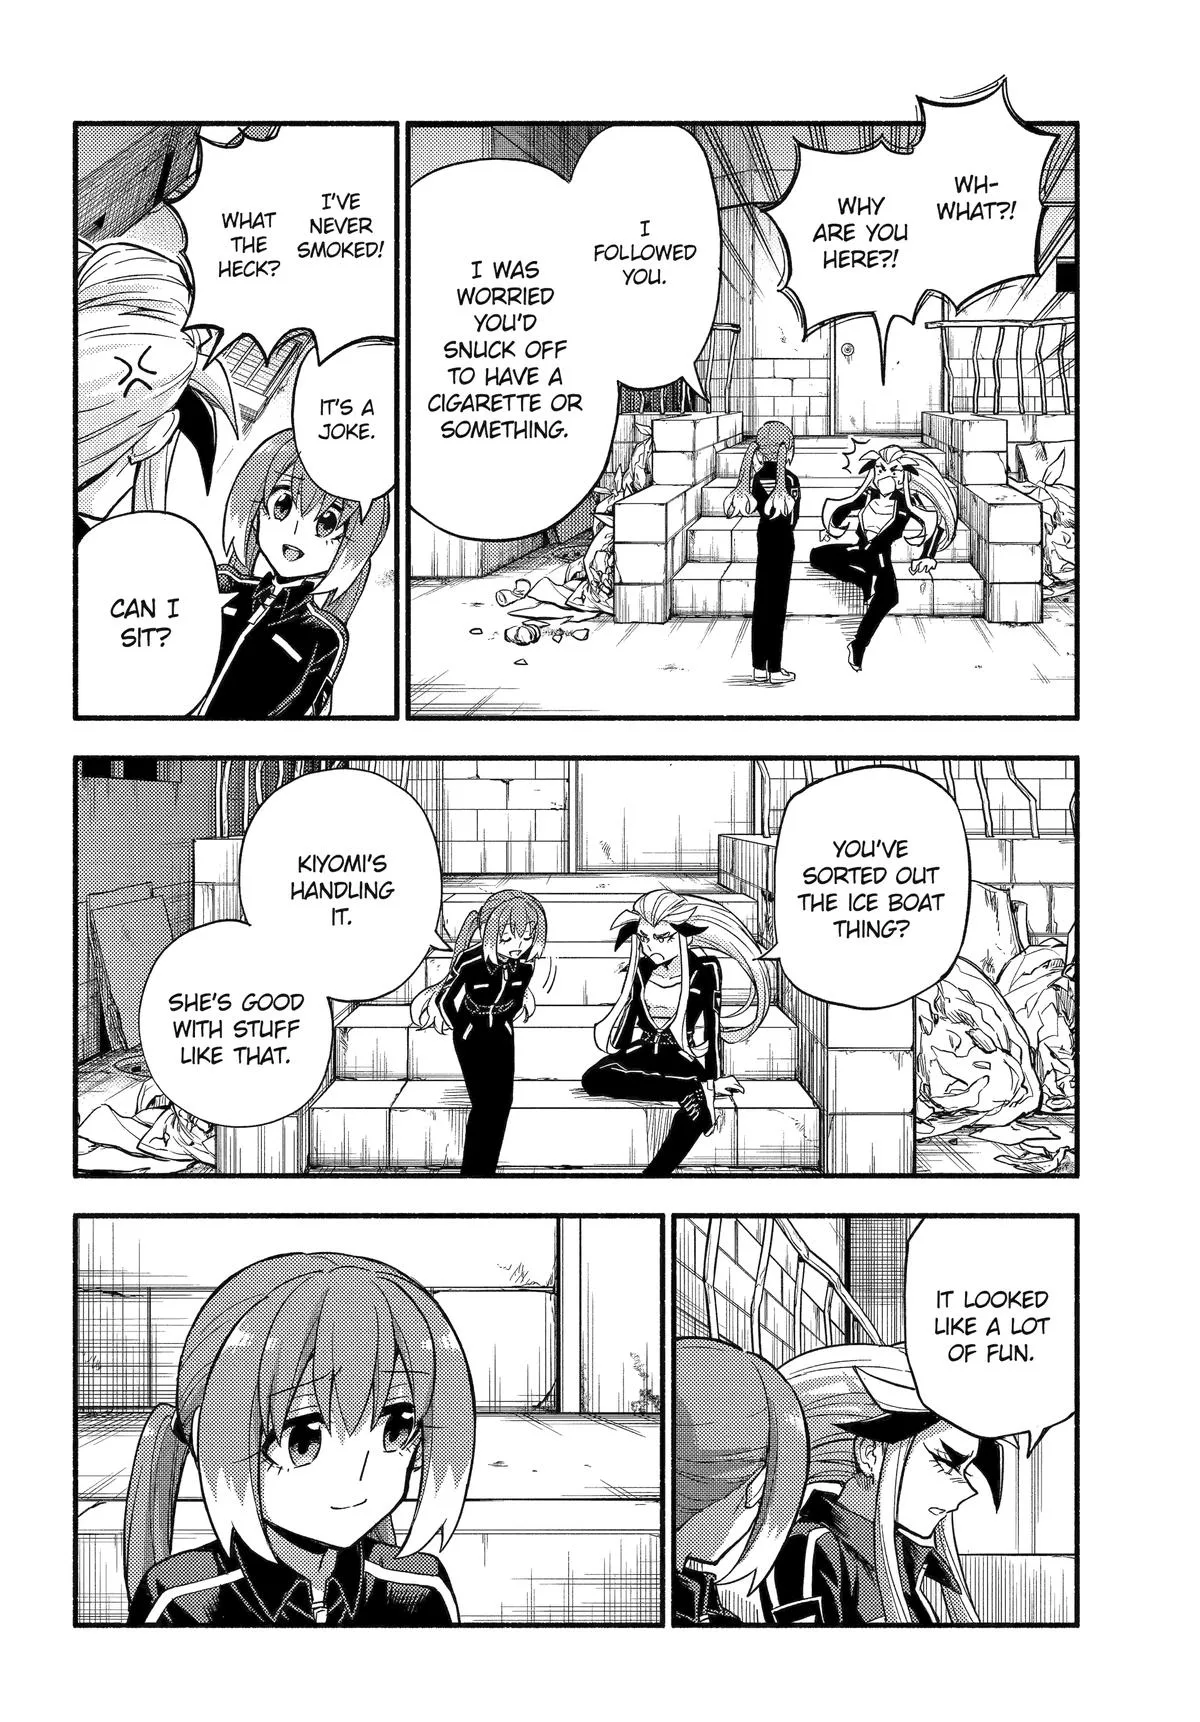 WH-
WHAT?!
WHY
ARE YOU
HERE?!
I
FOLLOWED
YOU.
I WAS
WORRIED
YOU'D
SNUCK OFF
TO HAVE A
CIGARETTE OR
SOMETHING.
I'VE
NEVER
SMOKED!
WHAT
THE
HECK?
IT'S A
JOKE.
CAN I
SIT?
YOU'VE
SORTED OUT
THE ICE BOAT
THING?
KIYOMI'S
HANDLING
IT.
SHE'S GOOD
WITH STUFF
LIKE THAT.
IT LOOKED
LIKE A LOT
OF FUN.